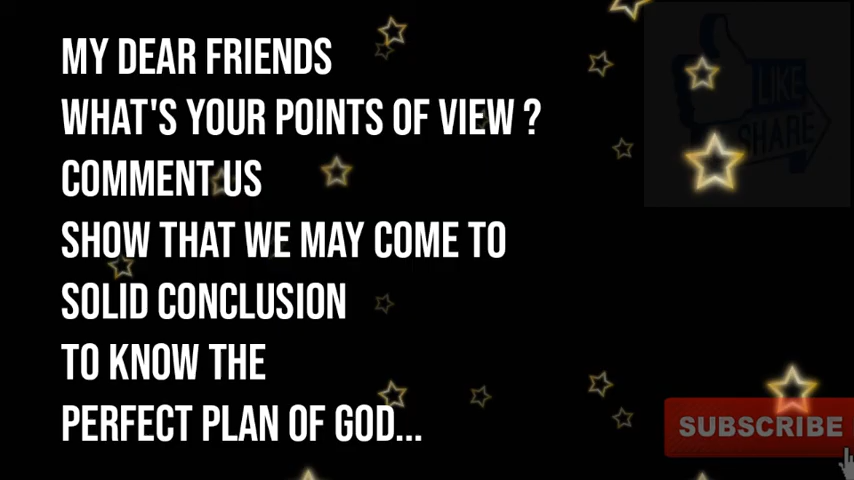 MY DEAR FRIENDS
WHAT'S YOUR POINTS OF VIEW ?
COMMENT US
SHOW THAT WE MAY COME TO
SOLID CONCLUSION
TO KNOW THE
PERFECT PLAN OF GOD...
LIKE
SHARE
SUBSCRIBE